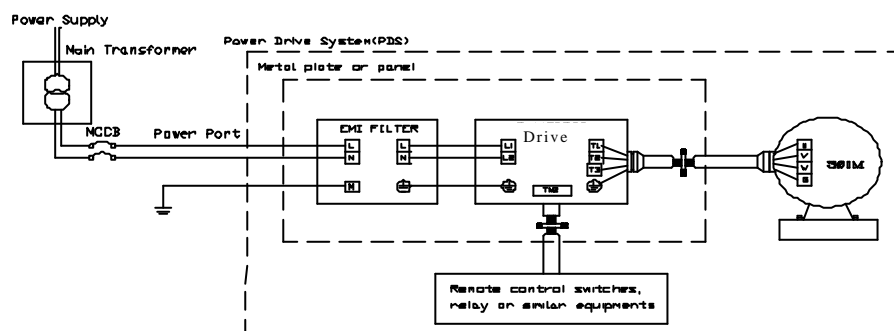 Power Supply
Main Transformer
Power Drive System(PDS)
Metal plate or panel
MCCB
Power Port
EMI FILTER
Drive
L
L
L1
T1
N
N
L2
T2
T3
N
TM2
V
W
Remote control switches,
relay or similar equipments